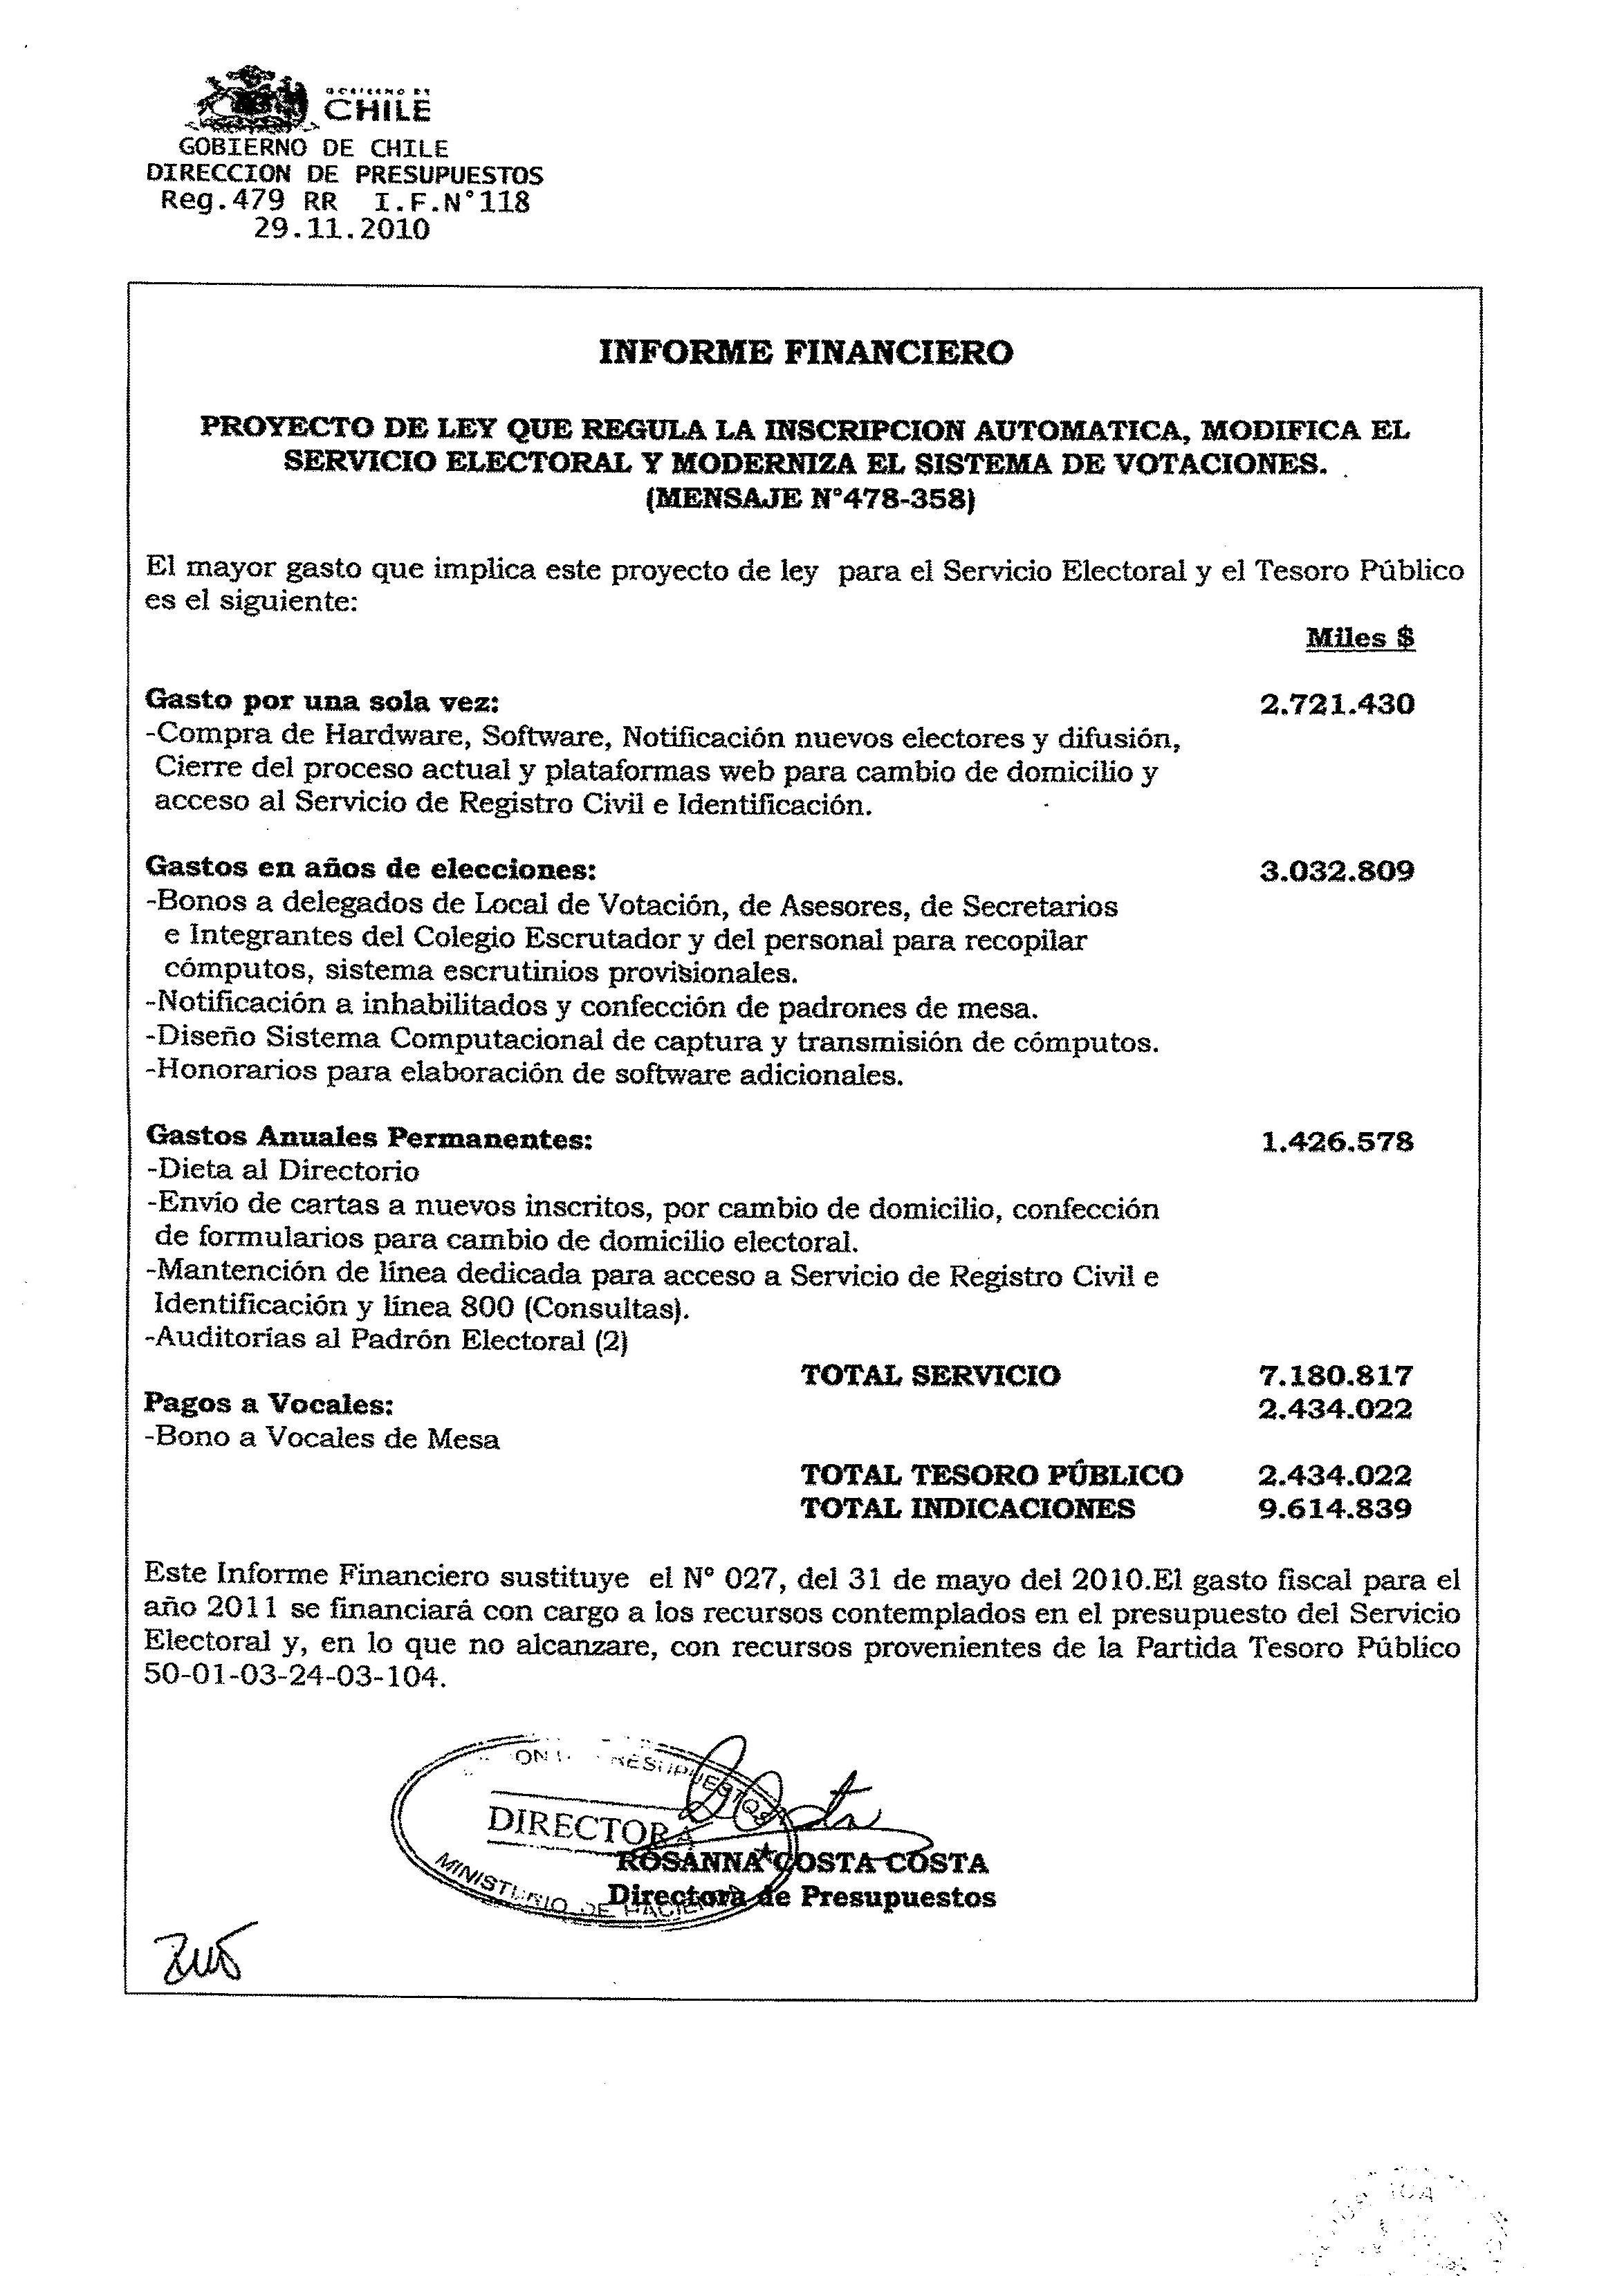 GOBIERNO DE
CHILE
GOBIERNO DE CHILE
DIRECCION DE PRESUPUESTOS
Reg.479 RR I.F.N°118
29.11.2010
INFORME FINANCIERO
PROYECTO DE LEY QUE REGULA LA INSCRIPCION AUTOMATICA, MODIFICA EL
SERVICIO ELECTORAL Y MODERNIZA EL SISTEMA DE VOTACIONES.
(MENSAJE N°478-358)
El mayor gasto que implica este proyecto de ley para el Servicio Electoral y el Tesoro Público
es el siguiente:
Miles $
Gasto por una sola vez: 2.721.430
-Compra de Hardware, Software, Notificación nuevos electores y difusión,
Cierre del proceso actual y plataformas web para cambio de domicilio y
acceso al Servicio de Registro Civil e Identificación.
Gastos en años de elecciones: 3.032.809
-Bonos a delegados de Local de Votación, de Asesores, de Secretarios
e Integrantes del Colegio Escrutador y del personal para recopilar
cómputos, sistema escrutinios provisionales.
-Notificación a inhabilitados y confección de padrones de mesa.
-Diseño Sistema Computacional de captura y transmisión de cómputos.
-Honorarios para elaboración de software adicionales.
Gastos Anuales Permanentes: 1.426.578
-Dieta al Directorio
-Envío de cartas a nuevos inscritos, por cambio de domicilio, confección
de formularios para cambio de domicilio electoral.
-Mantención de línea dedicada para acceso a Servicio de Registro Civil e
Identificación y línea 800 (Consultas).
-Auditorías al Padrón Electoral (2)
TOTAL SERVICIO 7.180.817
Pagos a Vocales: 2.434.022
-Bono a Vocales de Mesa
TOTAL TESORO PÚBLICO 2.434.022
TOTAL INDICACIONES 9.614.839
Este Informe Financiero sustituye el N° 027, del 31 de mayo del 2010.El gasto fiscal para el
año 2011 se financiará con cargo a los recursos contemplados en el presupuesto del Servicio
Electoral y, en lo que no alcanzare, con recursos provenientes de la Partida Tesoro Público
50-01-03-24-03-104.
DIRECTORA
MINISTERIO DE HACIENDA
ROSANNA COSTA COSTA
Directora de Presupuestos